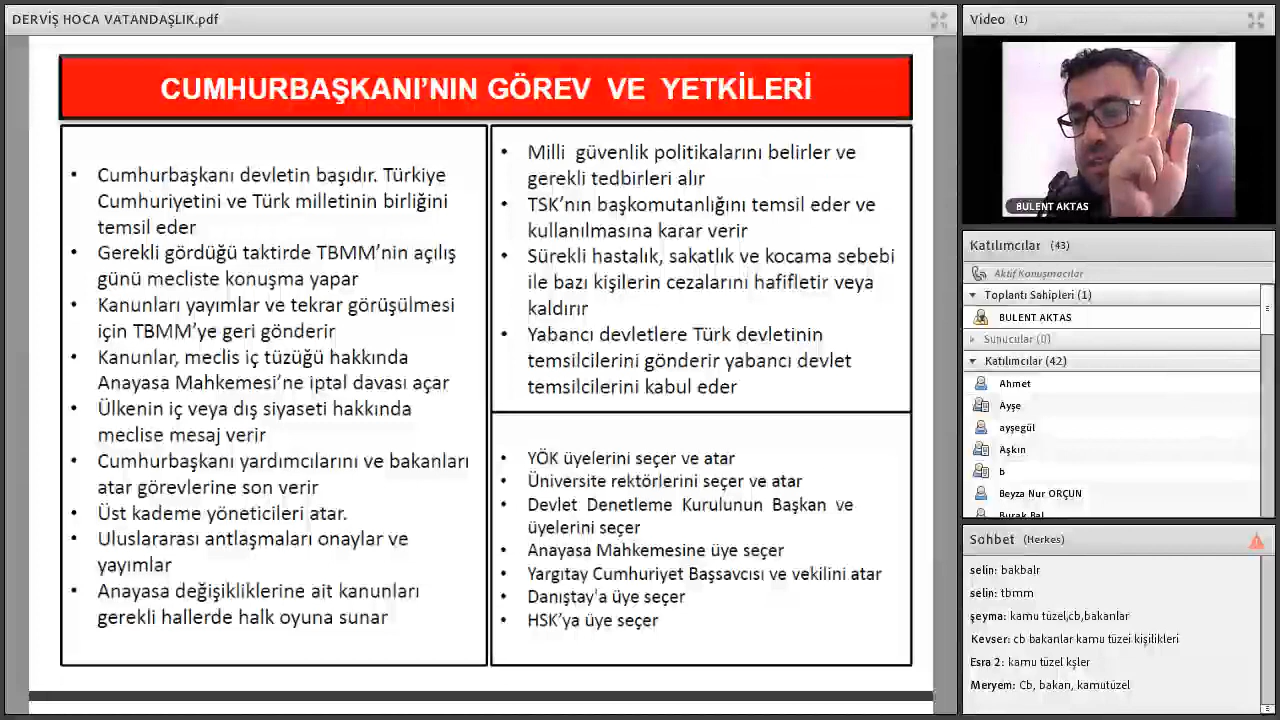 DERVİŞ HOCA VATANDAŞLIK.pdf
CUMHURBAŞKANI’NIN GÖREV VE YETKİLERİ
• Cumhurbaşkanı devletin başıdır. Türkiye
Cumhuriyetini ve Türk milletinin birliğini
temsil eder
• Gerekli gördüğü taktirde TBMM’nin açılış
günü mecliste konuşma yapar
• Kanunları yayımlar ve tekrar görüşülmesi
için TBMM’ye geri gönderir
• Kanunlar, meclis iç tüzüğü hakkında
Anayasa Mahkemesi’ne iptal davası açar
• Ülkenin iç veya dış siyaseti hakkında
meclise mesaj verir
• Cumhurbaşkanı yardımcılarını ve bakanları
atar görevlerine son verir
• Üst kademe yöneticileri atar.
• Uluslararası antlaşmaları onaylar ve
yayımlar
• Anayasa değişikliklerine ait kanunları
gerekli hallerde halk oyuna sunar
• Milli güvenlik politikalarını belirler ve
gerekli tedbirleri alır
• TSK’nın başkomutanlığını temsil eder ve
kullanılmasına karar verir
• Sürekli hastalık, sakatlık ve kocama sebebi
ile bazı kişilerin cezalarını hafifletir veya
kaldırır
• Yabancı devletlere Türk devletinin
temsilcilerini gönderir yabancı devlet
temsilcilerini kabul eder
• YÖK üyelerini seçer ve atar
• Üniversite rektörlerini seçer ve atar
• Devlet Denetleme Kurulunun Başkan ve
üyelerini seçer
• Anayasa Mahkemesine üye seçer
• Yargıtay Cumhuriyet Başsavcısı ve vekilini atar
• Danıştay'a üye seçer
• HSK’ya üye seçer
Video (1)
BULENT AKTAS
Katılımcılar (43)
Aktif Konuşmacılar
Toplantı Sahipleri (1)
BULENT AKTAS
Sunucular (0)
Katılımcılar (42)
Ahmet
Ayşe
ayşegül
Aşkın
b
Beyza Nur ORÇUN
Burak Bal
Sohbet (Herkes)
selin: bakbalr
selin: tbmm
şeyma: kamu tüzel,cb,bakanlar
Kevser: cb bakanlar kamu tüzei kişilikleri
Esra 2: kamu tüzel kşler
Meryem: Cb, bakan, kamutüzel